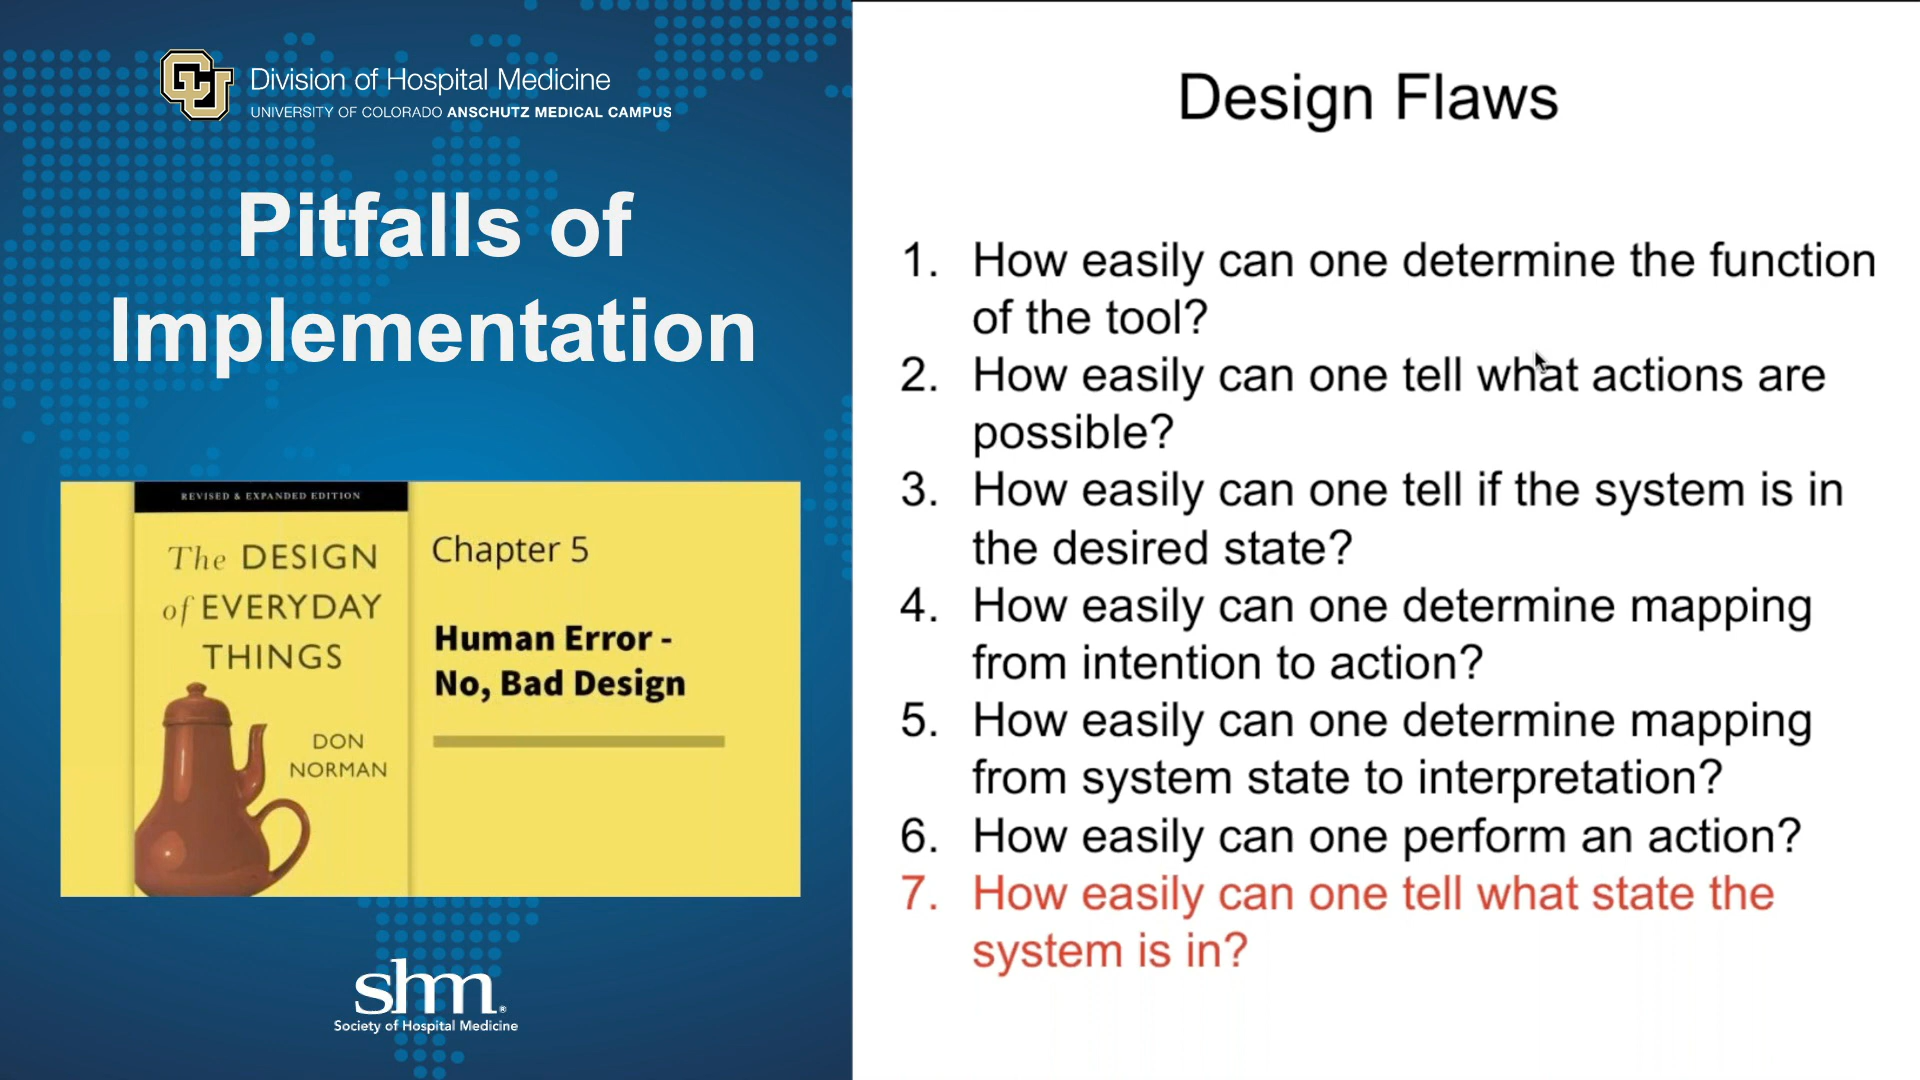 CU
Division of Hospital Medicine
UNIVERSITY OF COLORADO ANSCHUTZ MEDICAL CAMPUS
Pitfalls of
Implementation
REVISED & EXPANDED EDITION
The DESIGN
of EVERYDAY
THINGS
DON
NORMAN
Chapter 5
Human Error -
No, Bad Design
shm®
Society of Hospital Medicine
Design Flaws
1. How easily can one determine the function
of the tool?
2. How easily can one tell what actions are
possible?
3. How easily can one tell if the system is in
the desired state?
4. How easily can one determine mapping
from intention to action?
5. How easily can one determine mapping
from system state to interpretation?
6. How easily can one perform an action?
7. How easily can one tell what state the
system is in?